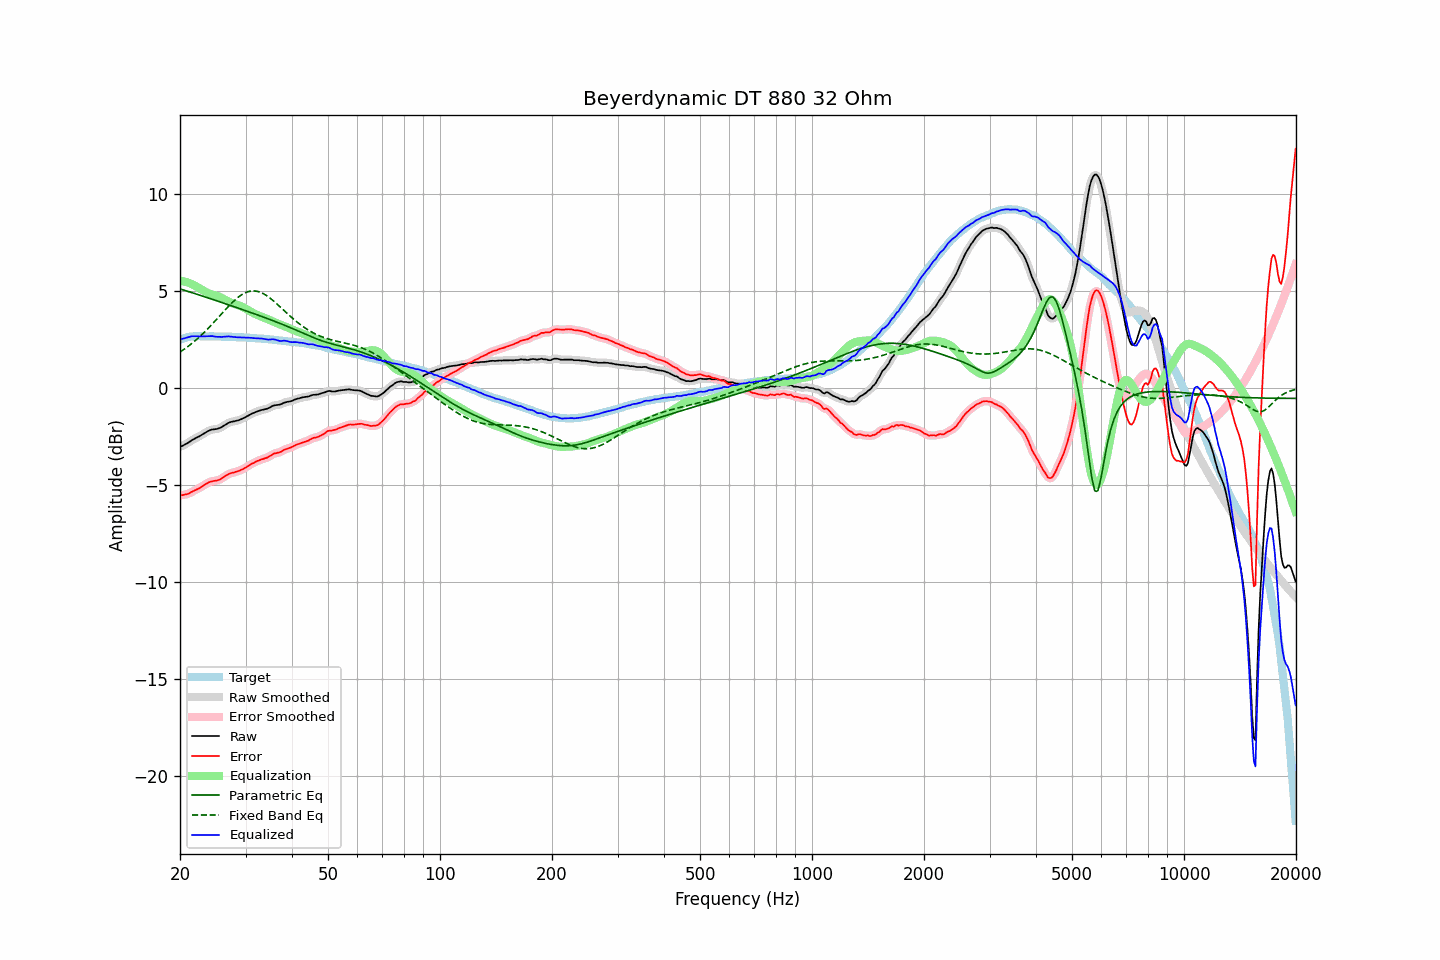 Beyerdynamic DT 880 32 Ohm
Amplitude (dBr)
10
5
0
−5
−10
−15
−20
Target
Raw Smoothed
Error Smoothed
Raw
Error
Equalization
Parametric Eq
Fixed Band Eq
Equalized
20 50 100 200 500 1000 2000 5000 10000 20000
Frequency (Hz)